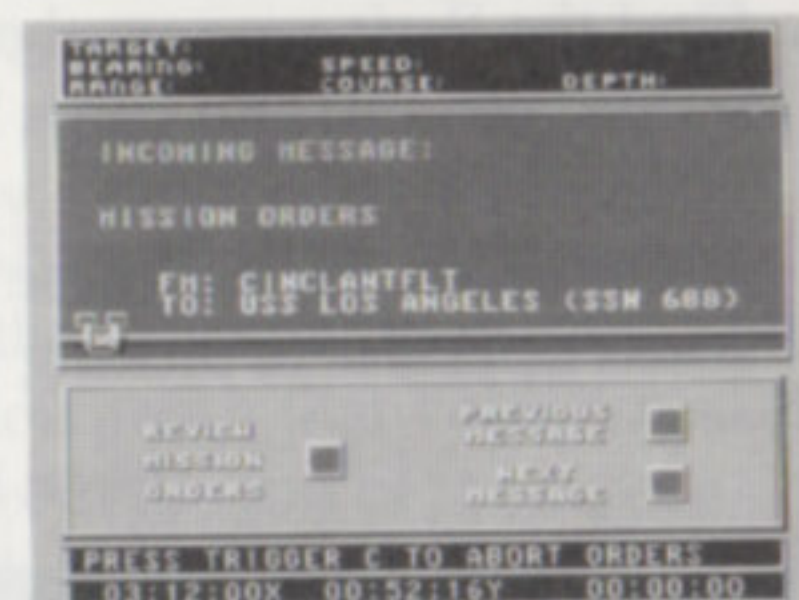 TARGET:
BEARING: SPEED:
RANGE: COURSE: DEPTH:
INCOMING MESSAGE:
MISSION ORDERS
FM: CINCLANTFLT
TO: USS LOS ANGELES (SSN 688)
REVIEW
MISSION
ORDERS
PREVIOUS
MESSAGE
NEXT
MESSAGE
PRESS TRIGGER C TO ABORT ORDERS
03:12:00X 00:52:16Y 00:00:00